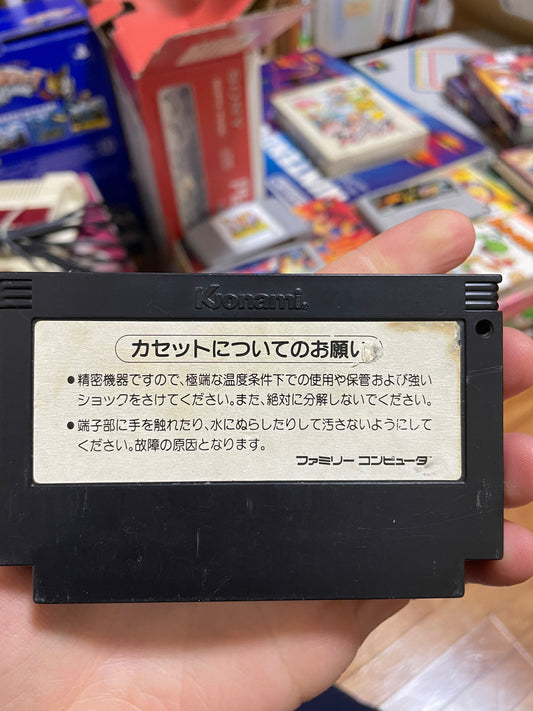 Konami
カセットについてのお願い
●精密機器ですので、極端な温度条件下での使用や保管および強い
ショックをさけてください。また、絶対に分解しないでください。
●端子部に手を触れたり、水にぬらしたりして汚さないようにして
ください。故障の原因となります。
ファミリー コンピュータ
SONY